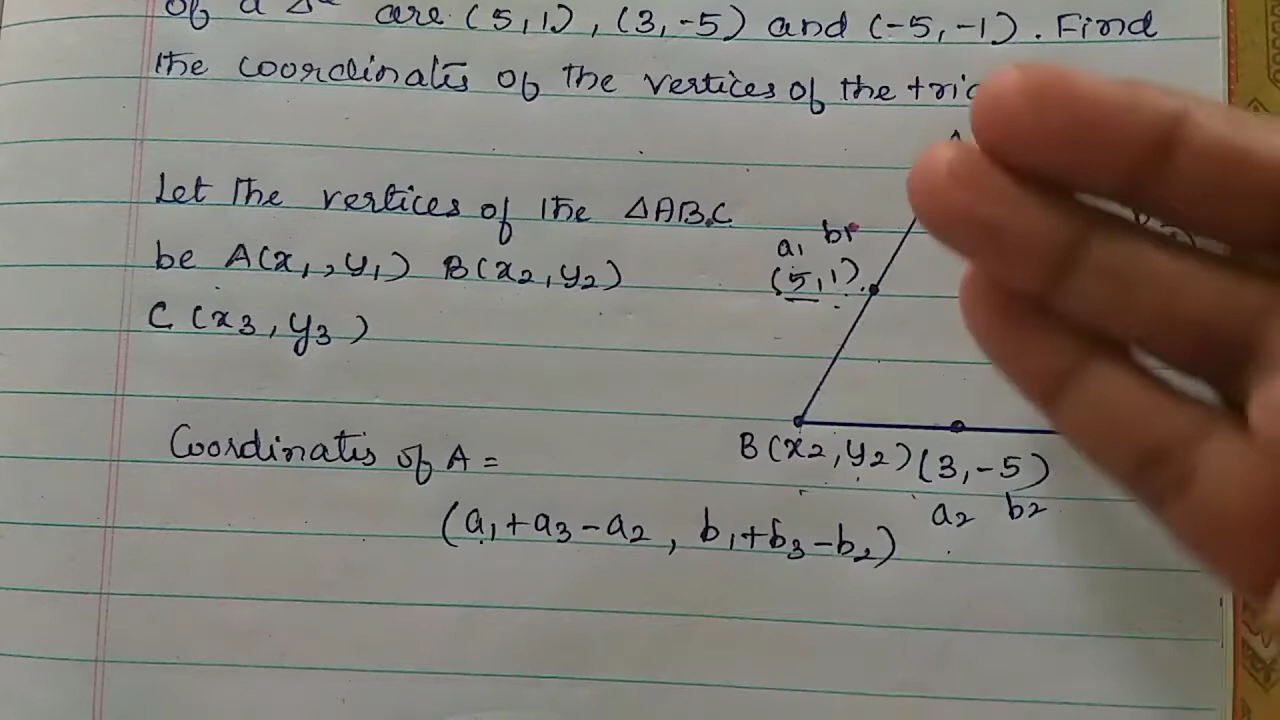 of a Δ are (5,1), (3,-5) and (-5,-1). Find
the coordinates of the vertices of the
Let The vertices of the ΔABC
be A(x₁,y₁) B(x₂,y₂)
C(x₃,y₃)
A
a₁ b₁
(5,1)
B(x₂,y₂) (3,-5)
a₂ b₂
Coordinates of A =
(a₁+a₃-a₂, b₁+b₃-b₂)